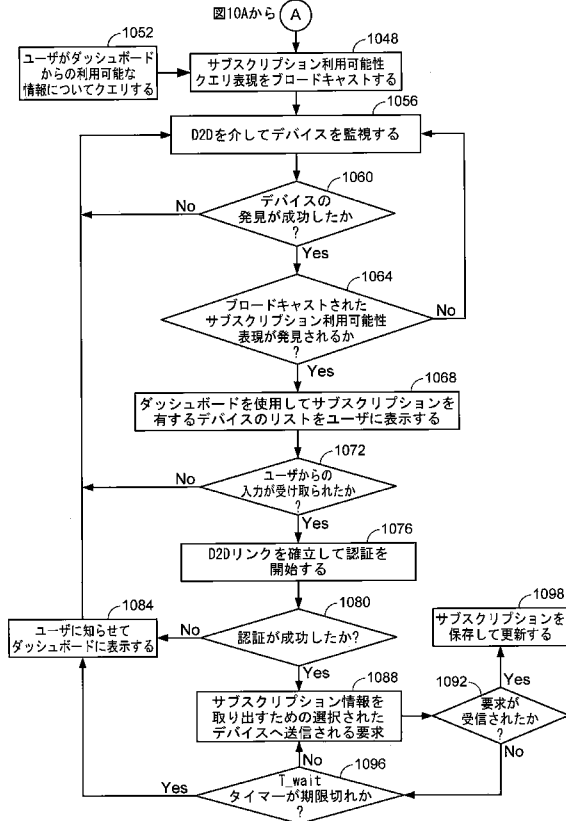 図10Aから
A
1052
ユーザがダッシュボード
からの利用可能な
情報についてクエリする
1048
サブスクリプション利用可能性
クエリ表現をブロードキャストする
1056
D2Dを介してデバイスを監視する
1060
デバイスの
発見が成功したか
?
No
Yes
1064
ブロードキャストされた
サブスクリプション利用可能性
表現が発見されるか
?
No
Yes
1068
ダッシュボードを使用してサブスクリプションを
有するデバイスのリストをユーザに表示する
1072
ユーザからの
入力が受け取られたか
?
No
Yes
1076
D2Dリンクを確立して認証を
開始する
1080
認証が成功したか?
No
Yes
1084
ユーザに知らせて
ダッシュボードに表示する
1088
サブスクリプション情報を
取り出すための選択された
デバイスへ送信される要求
1092
要求が
受信されたか
?
Yes
No
1098
サブスクリプションを
保存して更新する
1096
T_wait
タイマーが期限切れか
?
No
Yes